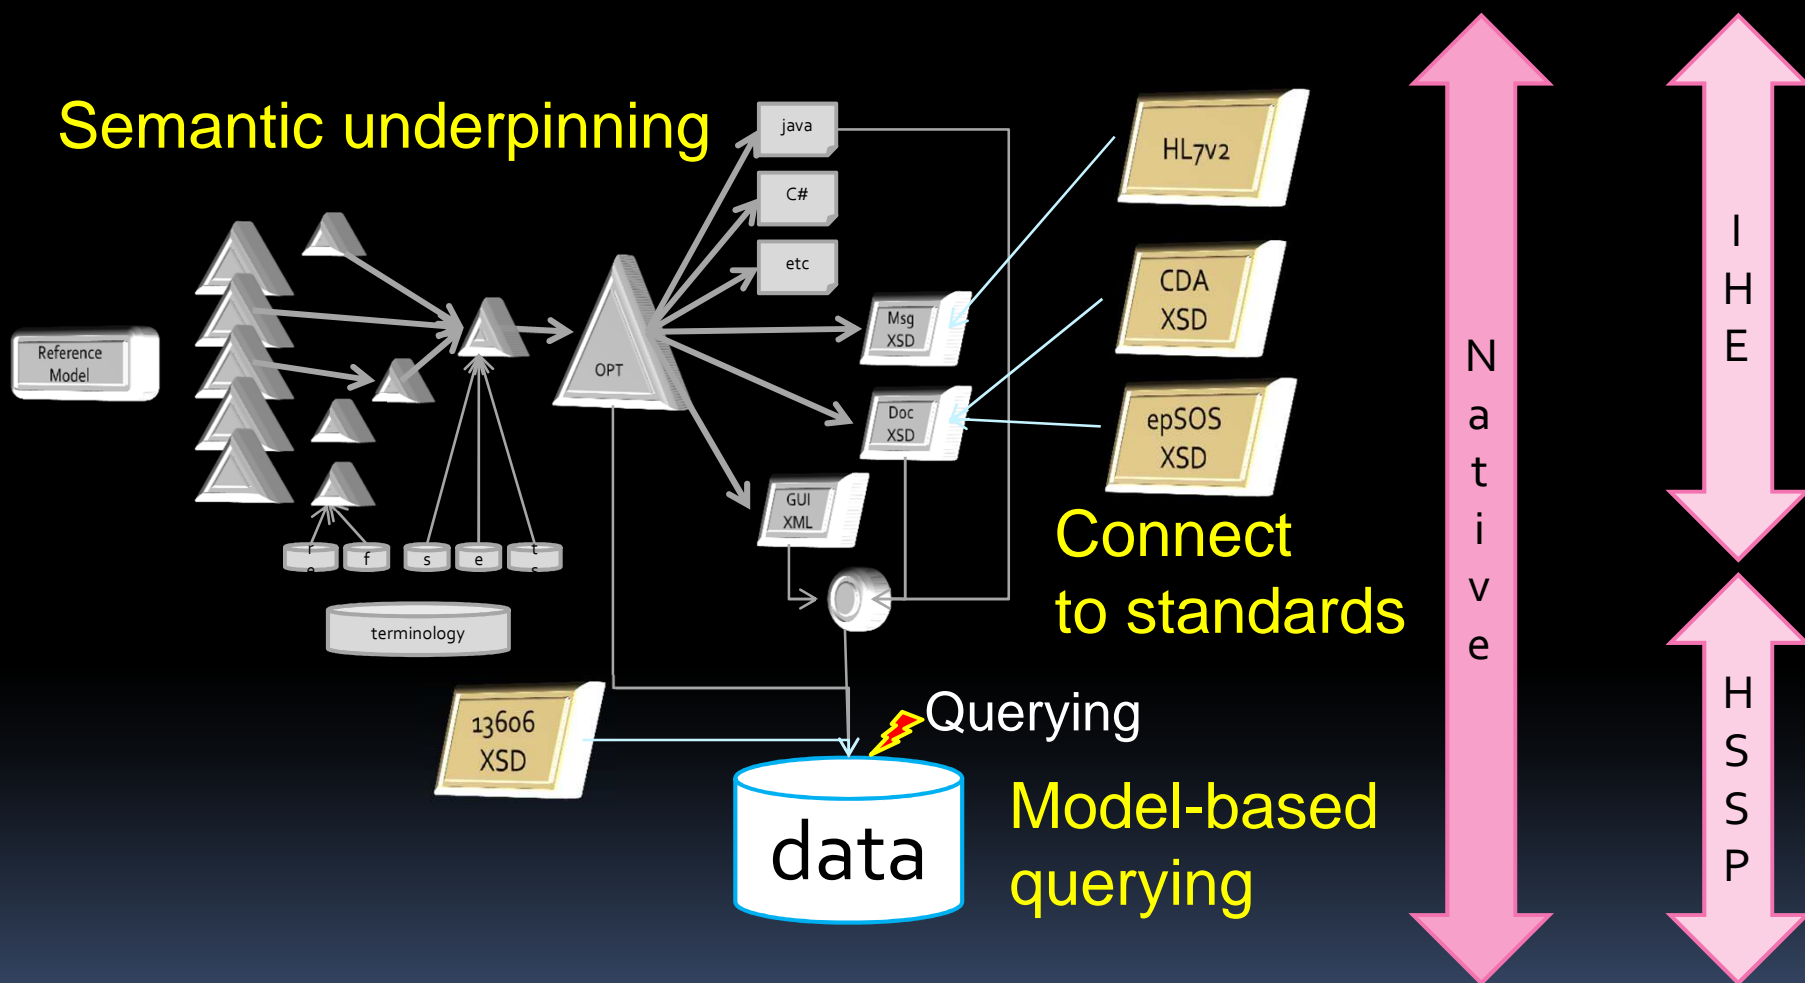 Semantic underpinning
java
C#
etc
Reference
Model
OPT
Msg
XSD
Doc
XSD
GUI
XML
HL7v2
CDA
XSD
epSOS
XSD
r
e
f
s
e
t
s
terminology
Connect
to standards
13606
XSD
Querying
data
Model-based
querying
N
a
t
i
v
e
I
H
E
H
S
S
P